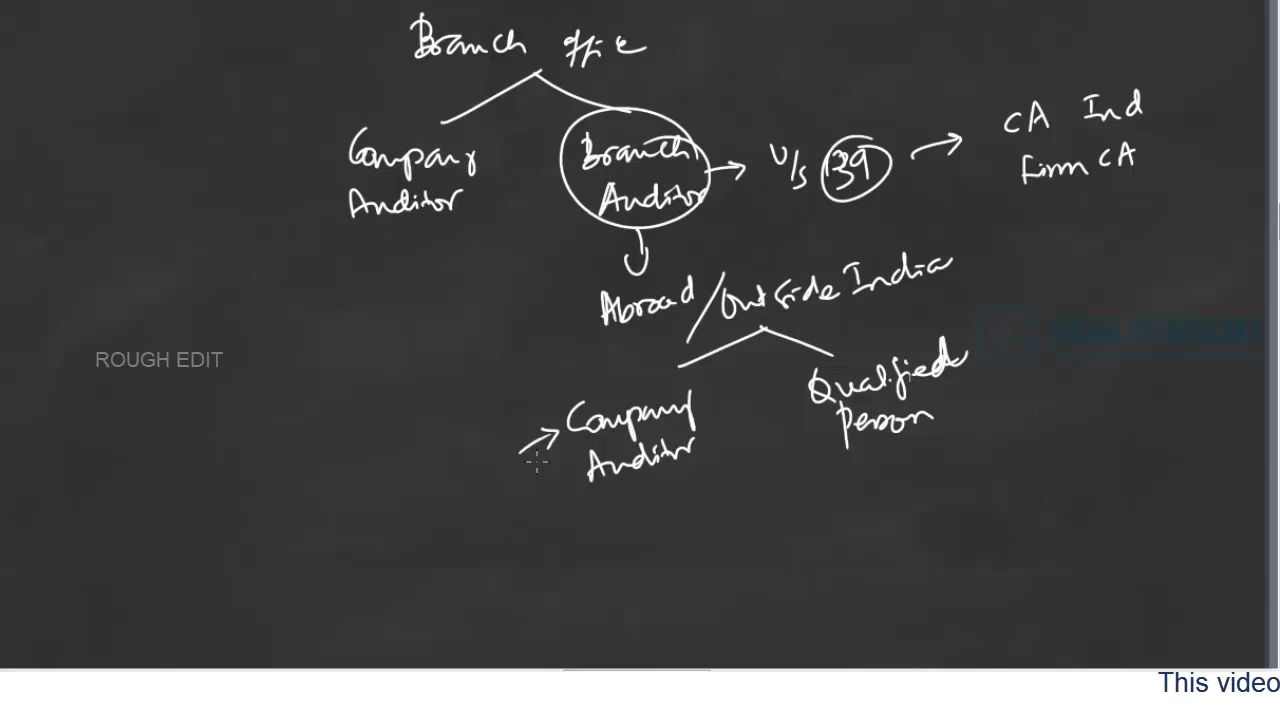 Branch office
Company
Auditor
Branch
Auditor
U/S 39
CA Ind
Firm CA
Abroad / Outside India
Company
Auditor
Qualified
person
ROUGH EDIT
This video